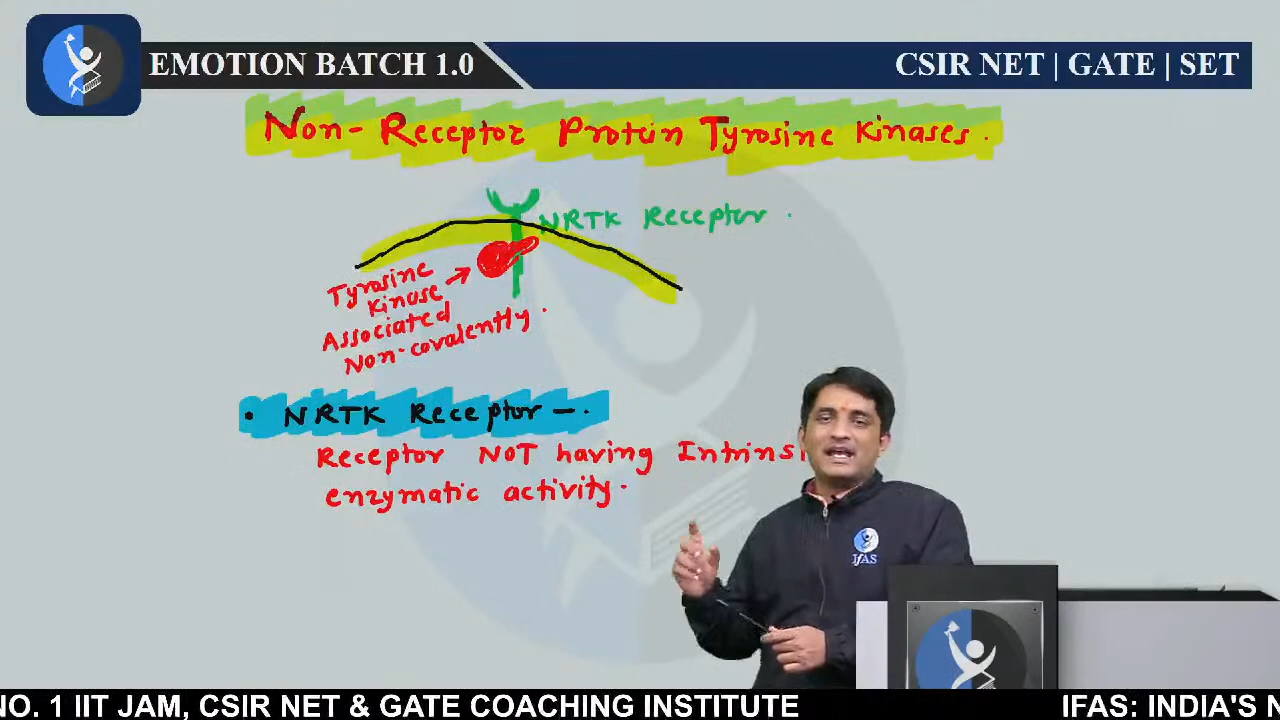 EMOTION BATCH 1.0
CSIR NET | GATE | SET
Non-Receptor Protein Tyrosine Kinases.
NRTK Receptor.
Tyrosine
Kinase
Associated
Non-covalently.
• NRTK Receptor -.
Receptor NOT having Intrinsi
enzymatic activity.
IfAS
NO. 1 IIT JAM, CSIR NET & GATE COACHING INSTITUTE
IFAS: INDIA'S N